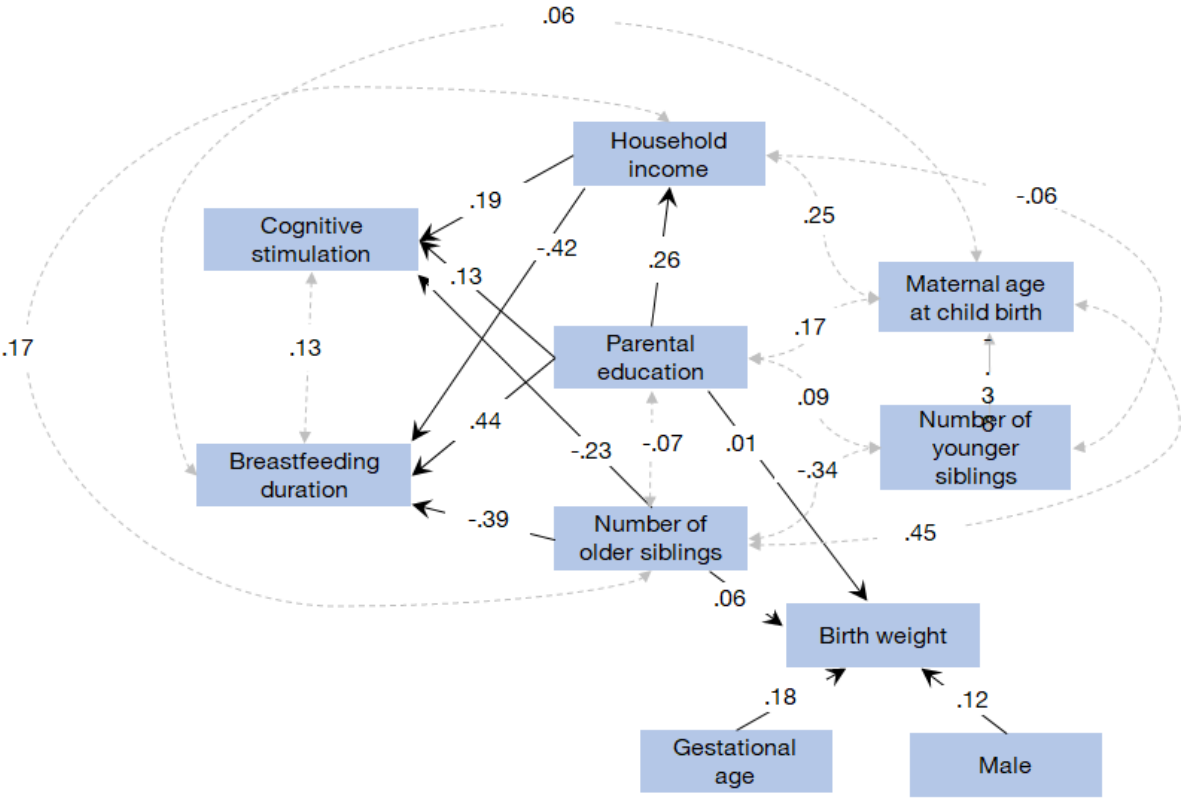 .06
Household
income
-.06
.19
.25
Cognitive
stimulation
-.42
.26
.13
Maternal age
at child birth
.17
.13
.17
Parental
education
-
.
3
8
.09
.44
-.07
.01
-.23
-.34
Number of
younger
siblings
Breastfeeding
duration
-.39
Number of
older siblings
.45
.06
Birth weight
.18
.12
Gestational
age
Male